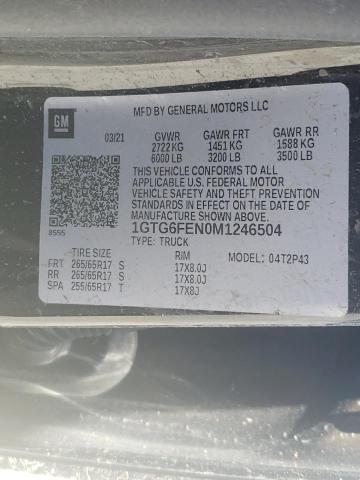 GM
MFD BY GENERAL MOTORS LLC
03/21 GVWR GAWR FRT GAWR RR
2722 KG 1451 KG 1588 KG
6000 LB 3200 LB 3500 LB
THIS VEHICLE CONFORMS TO ALL
APPLICABLE U.S. FEDERAL MOTOR
VEHICLE SAFETY AND THEFT PREVENTION
STANDARDS IN EFFECT ON THE DATE OF
MANUFACTURE SHOWN ABOVE.
8555
1GTG6FEN0M1246504
TYPE: TRUCK
TIRE SIZE RIM MODEL: 04T2P43
FRT 265/65R17 S 17X8.0J
RR 265/65R17 S 17X8.0J
SPA 255/65R17 T 17X8J